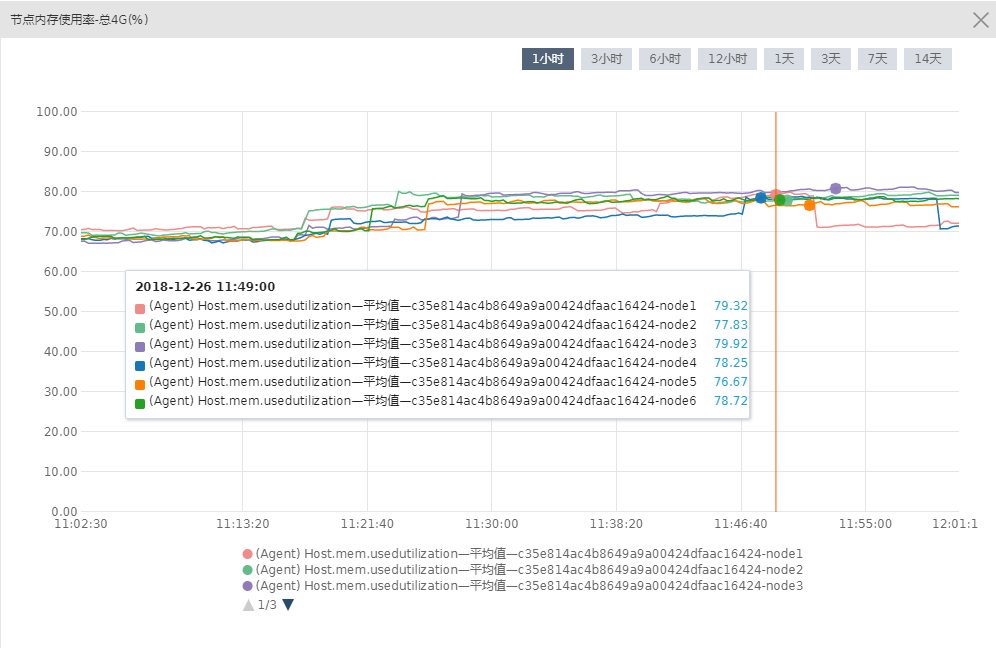 节点内存使用率-总4G(%)
1小时 3小时 6小时 12小时 1天 3天 7天 14天
100.00
90.00
80.00
70.00
60.00
50.00
40.00
30.00
20.00
10.00
0.00
2018-12-26 11:49:00
(Agent) Host.mem.usedutilization—平均值—c35e814ac4b8649a9a00424dfaac16424-node1 79.32
(Agent) Host.mem.usedutilization—平均值—c35e814ac4b8649a9a00424dfaac16424-node2 77.83
(Agent) Host.mem.usedutilization—平均值—c35e814ac4b8649a9a00424dfaac16424-node3 79.92
(Agent) Host.mem.usedutilization—平均值—c35e814ac4b8649a9a00424dfaac16424-node4 78.25
(Agent) Host.mem.usedutilization—平均值—c35e814ac4b8649a9a00424dfaac16424-node5 76.67
(Agent) Host.mem.usedutilization—平均值—c35e814ac4b8649a9a00424dfaac16424-node6 78.72
11:02:30 11:13:20 11:21:40 11:30:00 11:38:20 11:46:40 11:55:00 12:01:1
(Agent) Host.mem.usedutilization—平均值—c35e814ac4b8649a9a00424dfaac16424-node1
(Agent) Host.mem.usedutilization—平均值—c35e814ac4b8649a9a00424dfaac16424-node2
(Agent) Host.mem.usedutilization—平均值—c35e814ac4b8649a9a00424dfaac16424-node3
1/3